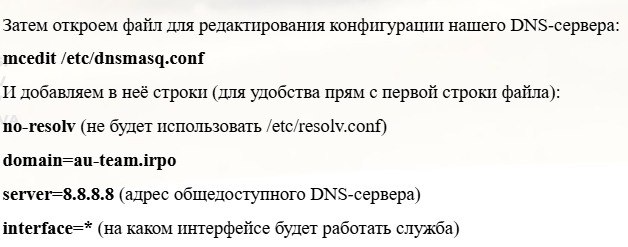 Затем откроем файл для редактирования конфигурации нашего DNS-сервера:
mcedit /etc/dnsmasq.conf
И добавляем в неё строки (для удобства прям с первой строки файла):
no-resolv (не будет использовать /etc/resolv.conf)
domain=au-team.irpo
server=8.8.8.8 (адрес общедоступного DNS-сервера)
interface=* (на каком интерфейсе будет работать служба)